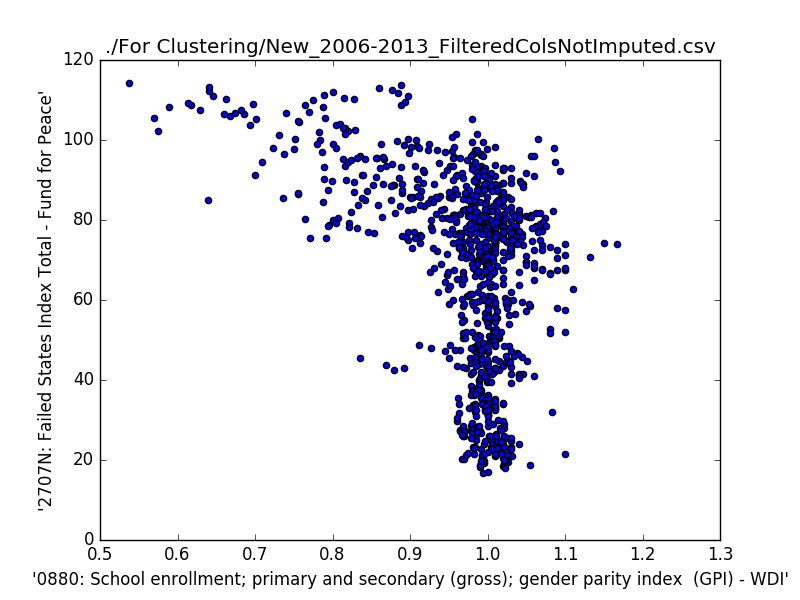 ./For Clustering/New_2006-2013_FilteredColsNotImputed.csv
'2707N: Failed States Index Total - Fund for Peace'
120
100
80
60
40
20
0
0.5 0.6 0.7 0.8 0.9 1.0 1.1 1.2 1.3
'0880: School enrollment; primary and secondary (gross); gender parity index  (GPI) - WDI'